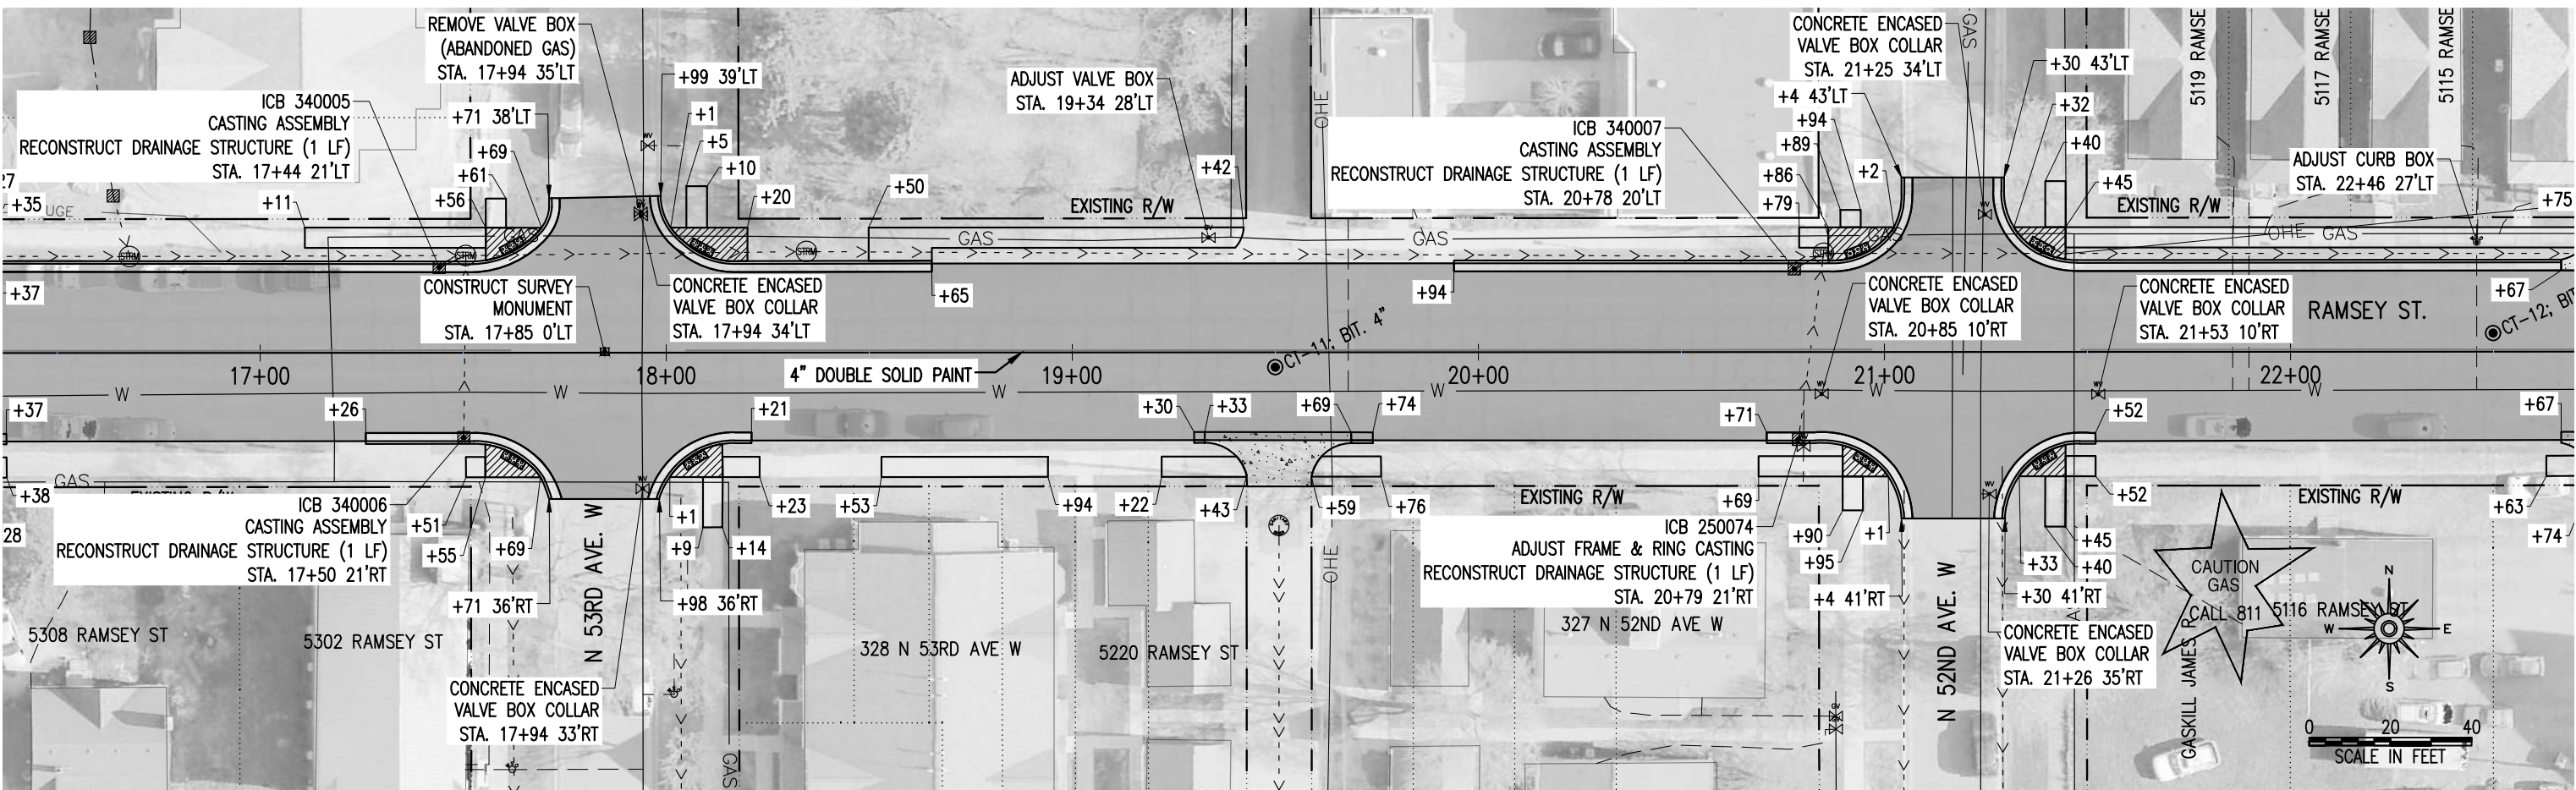 REMOVE VALVE BOX
(ABANDONED GAS)
STA. 17+94 35'LT
+99 39'LT
ICB 340005
CASTING ASSEMBLY
RECONSTRUCT DRAINAGE STRUCTURE (1 LF)
STA. 17+44 21'LT
+71 38'LT
+69
+61
+56
+1
+5
+10
+20
+50
+11
+35
ADJUST VALVE BOX
STA. 19+34 28'LT
+42
EXISTING R/W
OHE
ICB 340007
CASTING ASSEMBLY
RECONSTRUCT DRAINAGE STRUCTURE (1 LF)
STA. 20+78 20'LT
CONCRETE ENCASED
VALVE BOX COLLAR
STA. 21+25 34'LT
GAS
+30 43'LT
+4 43'LT
+94
+89
+86
+79
+2
+32
+40
+45
5119 RAMSE
5117 RAMSE
5115 RAMSE
ADJUST CURB BOX
STA. 22+46 27'LT
EXISTING R/W
+75
WV
WV
GAS
GAS
GAS
OHE
GAS
STRM
STRM
STRM
STRM
+37
CONSTRUCT SURVEY
MONUMENT
STA. 17+85 0'LT
CONCRETE ENCASED
VALVE BOX COLLAR
STA. 17+94 34'LT
+65
+94
CONCRETE ENCASED
VALVE BOX COLLAR
STA. 20+85 10'RT
CONCRETE ENCASED
VALVE BOX COLLAR
STA. 21+53 10'RT
RAMSEY ST.
+67
CT-11; BIT. 4"
CT-12; BIT
17+00
18+00
4" DOUBLE SOLID PAINT
19+00
20+00
21+00
22+00
W
W
W
W
W
+37
+26
+21
+30
+33
+69
+74
+71
+52
+67
GAS
+38
EXISTING R/W
28
ICB 340006
CASTING ASSEMBLY
RECONSTRUCT DRAINAGE STRUCTURE (1 LF)
STA. 17+50 21'RT
+51
+55
+69
+71 36'RT
N 53RD AVE. W
+1
+9
+14
+98 36'RT
+23
+53
+94
+22
+43
+59
+76
EXISTING R/W
ICB 250074
ADJUST FRAME & RING CASTING
RECONSTRUCT DRAINAGE STRUCTURE (1 LF)
STA. 20+79 21'RT
+69
+90
+95
+1
+4 41'RT
N 52ND AVE. W
+52
+45
+40
+33
+30 41'RT
EXISTING R/W
+63
+74
CAUTION
GAS
CALL 811
5116 RAMSEY ST
N
W
E
S
5308 RAMSEY ST
5302 RAMSEY ST
328 N 53RD AVE W
5220 RAMSEY ST
OHE
327 N 52ND AVE W
CONCRETE ENCASED
VALVE BOX COLLAR
STA. 21+26 35'RT
GASKILL JAMES R
CONCRETE ENCASED
VALVE BOX COLLAR
STA. 17+94 33'RT
GAS
0 20 40
SCALE IN FEET